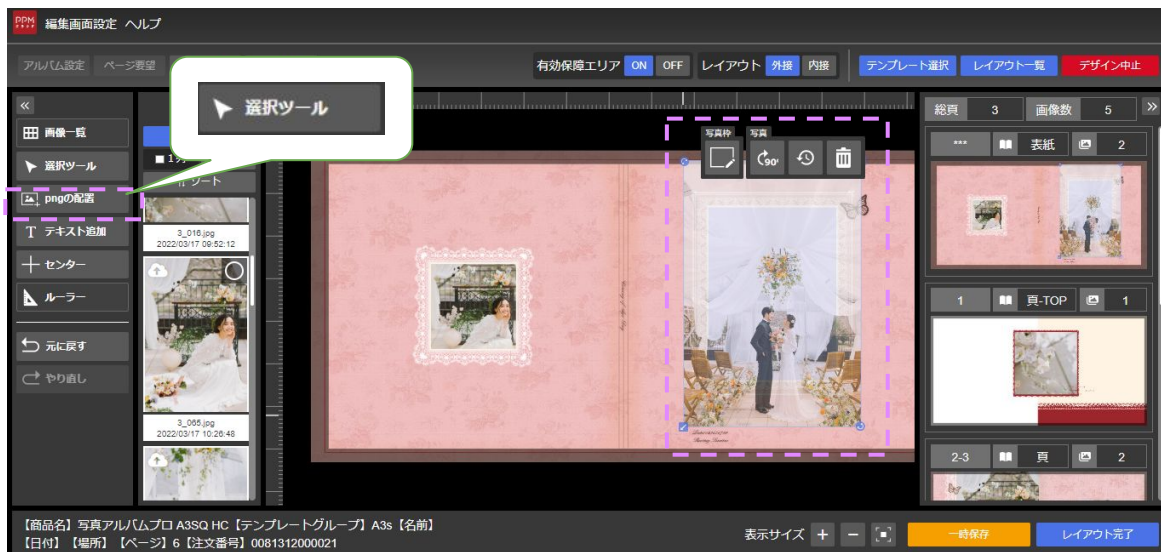 PPM 編集画面設定 ヘルプ
アルバム設定 ページ要望
有効保障エリア ON OFF レイアウト 外接 内接 テンプレート選択 レイアウト一覧 デザイン中止
選択ツール
画像一覧
選択ツール
pngの配置
テキスト追加
センター
ルーラー
元に戻す
やり直し
ソート
3_016.jpg
2022/03/17 09:52:12
3_065.jpg
2022/03/17 10:26:48
写真枠 写真
90°
総頁 3 画像数 5
*** 表紙 2
1 頁-TOP 1
2-3 頁 2
【商品名】写真アルバムプロ A3SQ HC【テンプレートグループ】A3s【名前】
【日付】【場所】【ページ】6【注文番号】0081312000021
表示サイズ + − 一時保存 レイアウト完了